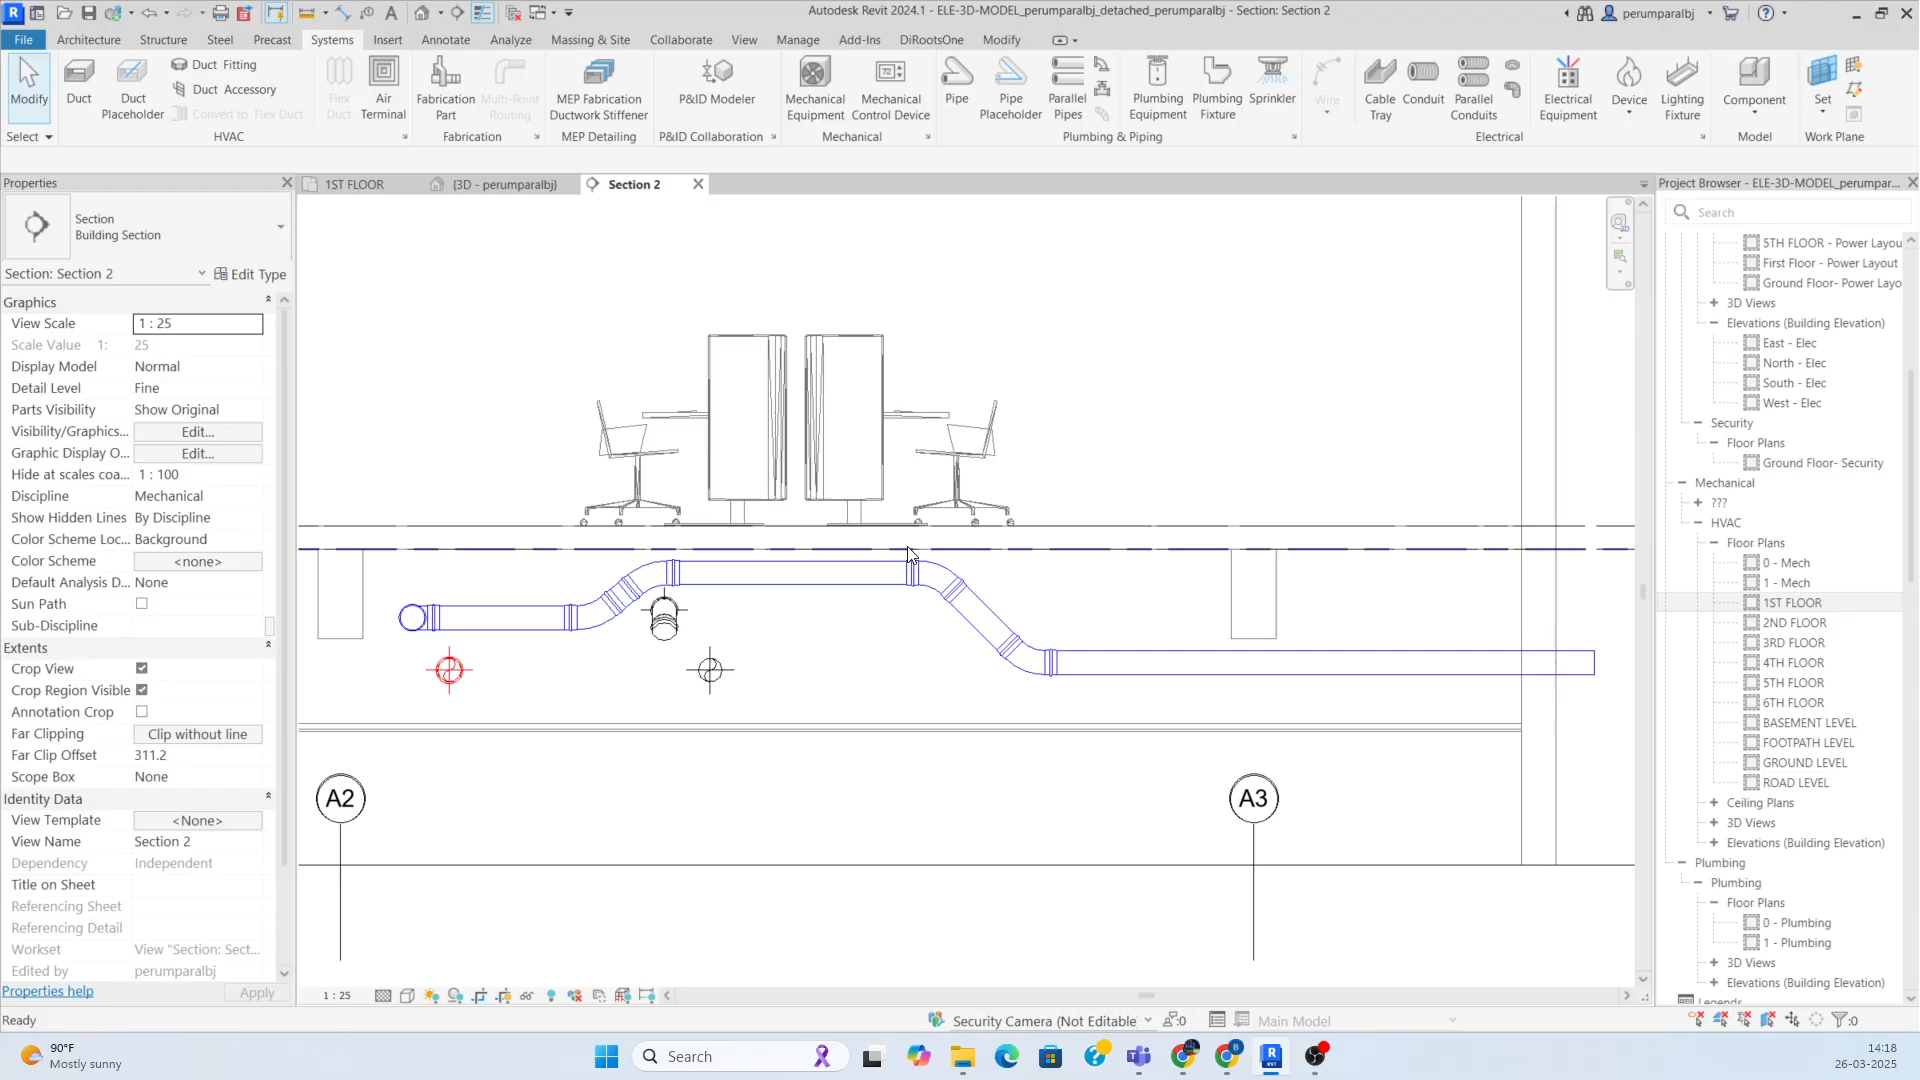 Autodesk Revit 2024.1 - ELE-3D-MODEL_perumparalbj_detached_perumparalbj - Section: Section 2
perumparalbj
File Architecture Structure Steel Precast Systems Insert Annotate Analyze Massing & Site Collaborate View Manage Add-Ins DiRootsOne Modify
Modify
Select
Duct
Duct Placeholder
Duct Fitting
Duct Accessory
Convert to Flex Duct
Flex Duct
Air Terminal
HVAC
Fabrication Part
Multi-Point Routing
Fabrication
MEP Fabrication Ductwork Stiffener
MEP Detailing
P&ID Modeler
P&ID Collaboration
Mechanical Equipment
Mechanical Control Device
Mechanical
Pipe
Pipe Placeholder
Parallel Pipes
Plumbing Equipment
Plumbing Fixture
Sprinkler
Plumbing & Piping
Wire
Cable Tray
Conduit
Parallel Conduits
Electrical Equipment
Device
Lighting Fixture
Electrical
Component
Model
Set
Work Plane
Properties
1ST FLOOR
{3D - perumparalbj}
Section 2
Project Browser - ELE-3D-MODEL_perumpar...
Section
Building Section
Section: Section 2
Edit Type
Graphics
View Scale 1 : 25
Scale Value 1: 25
Display Model Normal
Detail Level Fine
Parts Visibility Show Original
Visibility/Graphics... Edit...
Graphic Display O... Edit...
Hide at scales coa... 1 : 100
Discipline Mechanical
Show Hidden Lines By Discipline
Color Scheme Loc... Background
Color Scheme <none>
Default Analysis D... None
Sun Path
Sub-Discipline
Extents
Crop View
Crop Region Visible
Annotation Crop
Far Clipping Clip without line
Far Clip Offset 311.2
Scope Box None
Identity Data
View Template <None>
View Name Section 2
Dependency Independent
Title on Sheet
Referencing Sheet
Referencing Detail
Workset View "Section: Sect...
Edited by perumparalbj
Properties help
Apply
A2
A3
Search
5TH FLOOR - Power Layou
First Floor - Power Layout
Ground Floor- Power Layo
3D Views
Elevations (Building Elevation)
East - Elec
North - Elec
South - Elec
West - Elec
Security
Floor Plans
Ground Floor- Security
Mechanical
???
HVAC
Floor Plans
0 - Mech
1 - Mech
1ST FLOOR
2ND FLOOR
3RD FLOOR
4TH FLOOR
5TH FLOOR
6TH FLOOR
BASEMENT LEVEL
FOOTPATH LEVEL
GROUND LEVEL
ROAD LEVEL
Ceiling Plans
3D Views
Elevations (Building Elevation)
Plumbing
Plumbing
Floor Plans
0 - Plumbing
1 - Plumbing
3D Views
Elevations (Building Elevation)
Legends
1 : 25
Ready
Security Camera (Not Editable
:0
Main Model
:0
90°F
Mostly sunny
Search
14:18
26-03-2025